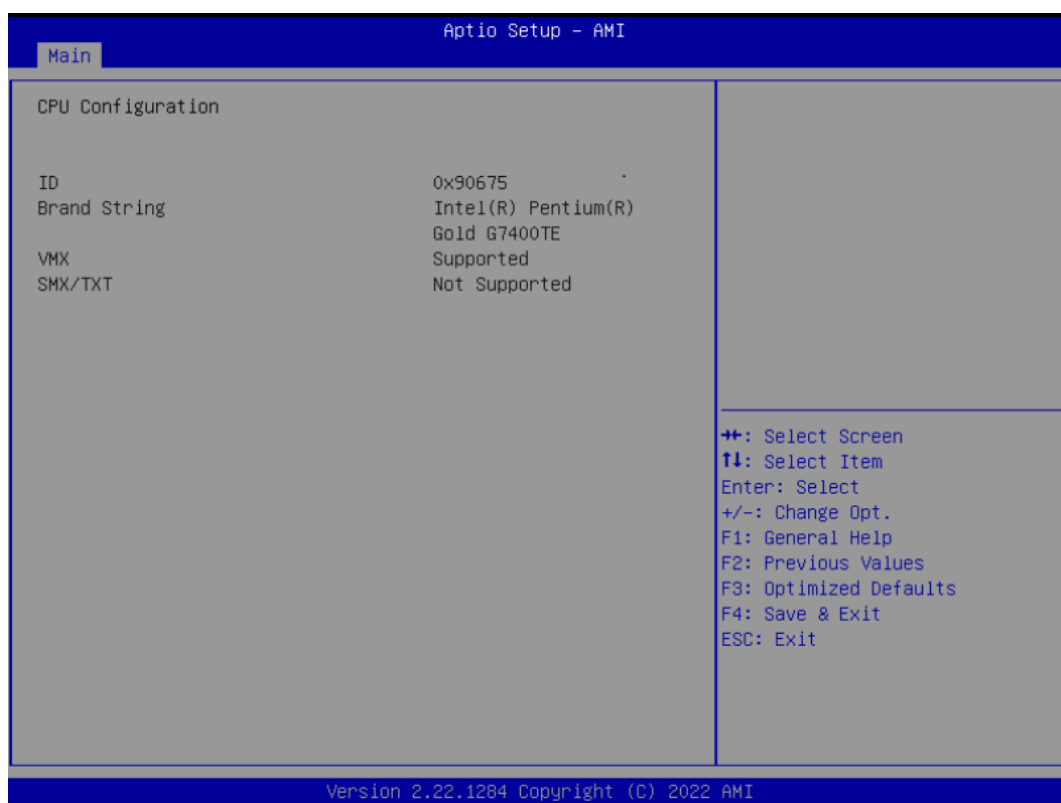 Aptio Setup – AMI
Main
CPU Configuration
ID 0x90675
Brand String Intel(R) Pentium(R)
Gold G7400TE
VMX Supported
SMX/TXT Not Supported
→←: Select Screen
↑↓: Select Item
Enter: Select
+/-: Change Opt.
F1: General Help
F2: Previous Values
F3: Optimized Defaults
F4: Save & Exit
ESC: Exit
Version 2.22.1284 Copyright (C) 2022 AMI